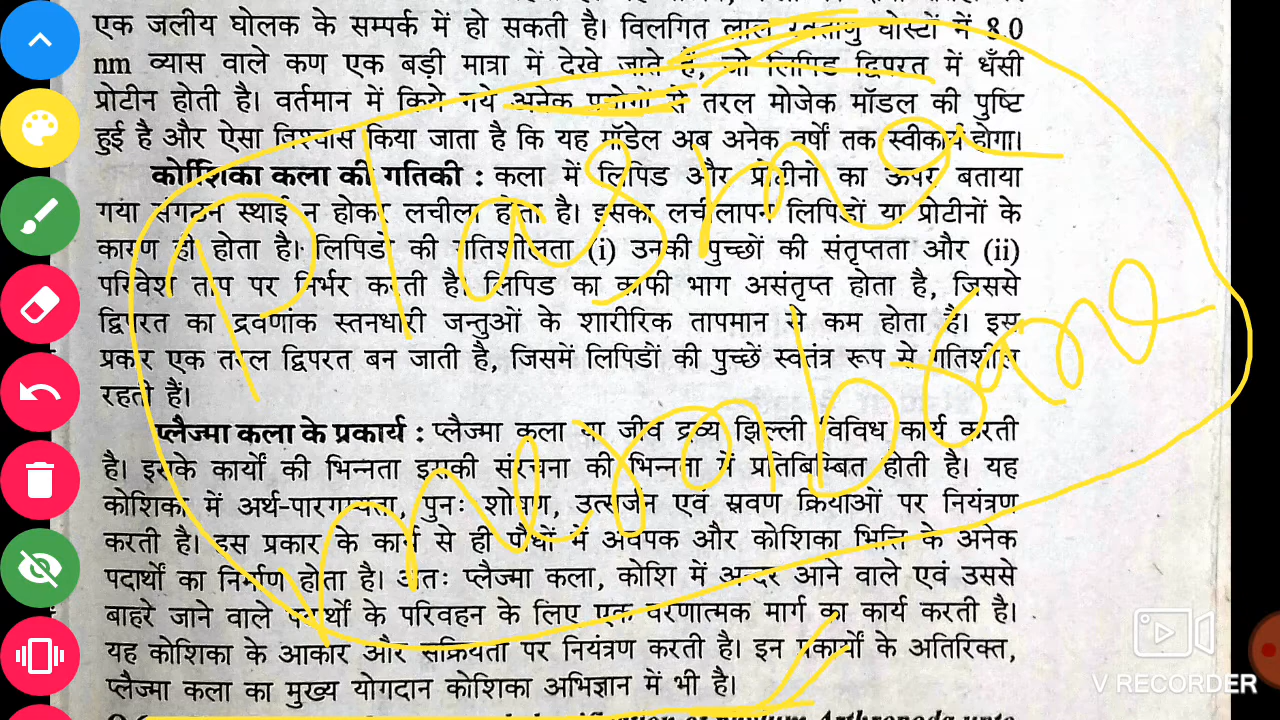 एक जलीय घोलक के सम्पर्क में हो सकती है। विलगित लाल रक्ताणु घोस्टों में 8.0
nm व्यास वाले कण एक बड़ी मात्रा में देखे जाते हैं, जो लिपिड द्विपरत में धँसी
प्रोटीन होती है। वर्तमान में किये गये अनेक प्रयोगों से तरल मोजेक मॉडल की पुष्टि
हुई है और ऐसा विश्वास किया जाता है कि यह मॉडेल अब अनेक वर्षों तक स्वीकार्य होगा।
कोशिका कला की गतिकी : कला में लिपिड और प्रोटीनो का ऊपर बताया
गया संगठन स्थाई न होकर लचीला होता है। इसका लचीलापन लिपिडों या प्रोटीनों के
कारण ही होता है। लिपिडों की गतिशीलता (i) उनकी पुच्छों की संतृप्तता और (ii)
परिवेश ताप पर निर्भर करती है। लिपिड का काफी भाग असंतृप्त होता है, जिससे
द्विपरत का द्रवणांक स्तनधारी जन्तुओं के शारीरिक तापमान से कम होता है। इस
प्रकार एक तरल द्विपरत बन जाती है, जिसमें लिपिडों की पुच्छें स्वतंत्र रूप से गतिशील
रहती हैं।
प्लैज्मा कला के प्रकार्य : प्लैज्मा कला या जीव द्रव्य झिल्ली विविध कार्य करती
है। इसके कार्यों की भिन्नता इसकी संरचना की भिन्नता में प्रतिबिम्बित होती है। यह
कोशिका में अर्ध-पारगम्यता, पुनः शोषण, उत्सर्जन एवं स्रवण क्रियाओं पर नियंत्रण
करती है। इस प्रकार के कार्य से ही पौधों में अवपक और कोशिका भित्ति के अनेक
पदार्थों का निर्माण होता है। अतः प्लैज्मा कला, कोशि में अन्दर आने वाले एवं उससे
बाहरे जाने वाले पदार्थों के परिवहन के लिए एक वरणात्मक मार्ग का कार्य करती है।
यह कोशिका के आकार और सक्रियता पर नियंत्रण करती है। इन प्रकार्यों के अतिरिक्त,
प्लैज्मा कला का मुख्य योगदान कोशिका अभिज्ञान में भी है।
Plasma
membrane
V RECORDER